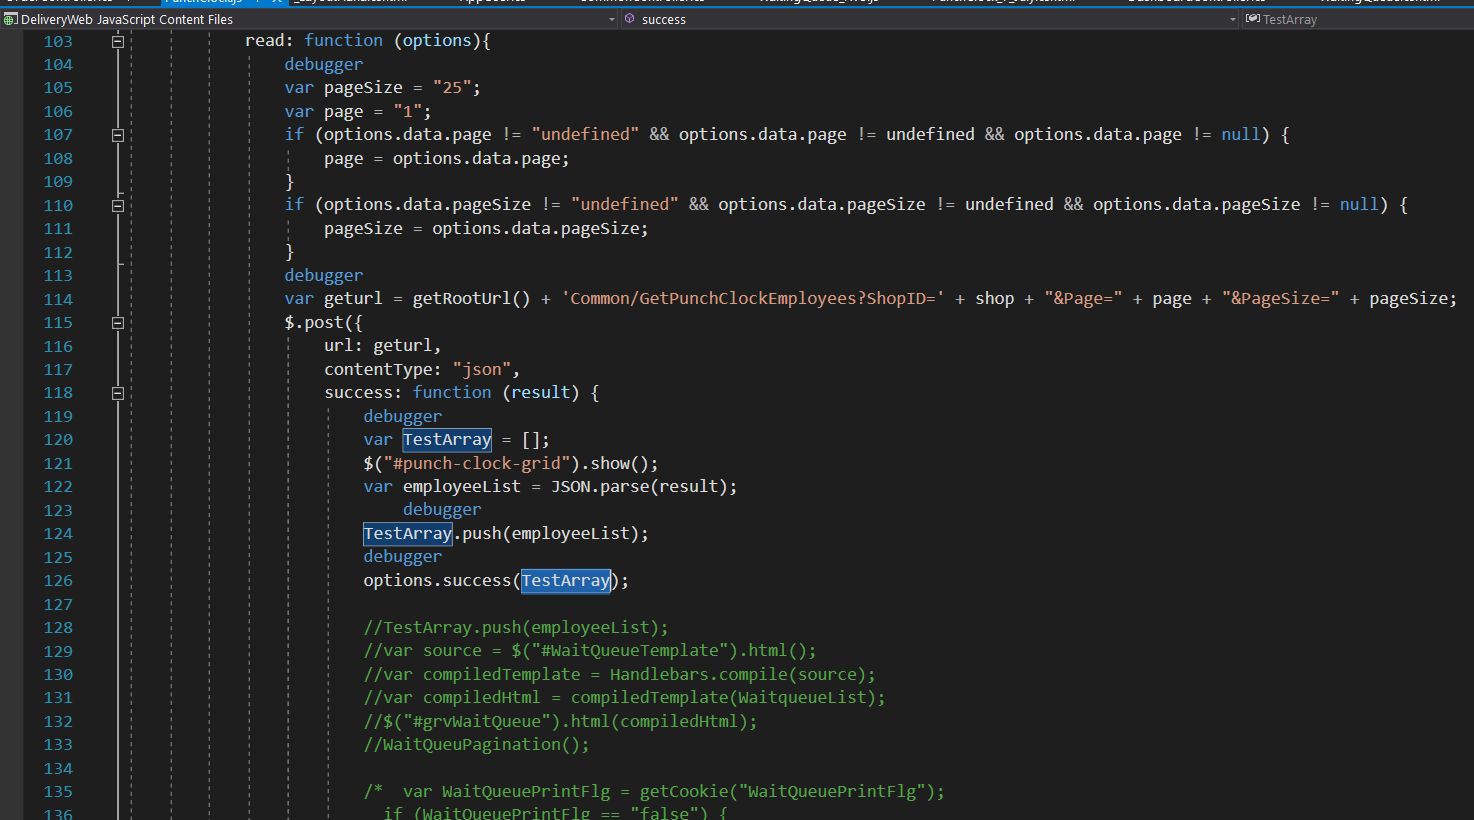 DeliveryWeb JavaScript Content Files success TestArray
103 read: function (options){
104 debugger
105 var pageSize = "25";
106 var page = "1";
107 if (options.data.page != "undefined" && options.data.page != undefined && options.data.page != null) {
108 page = options.data.page;
109 }
110 if (options.data.pageSize != "undefined" && options.data.pageSize != undefined && options.data.pageSize != null) {
111 pageSize = options.data.pageSize;
112 }
113 debugger
114 var geturl = getRootUrl() + 'Common/GetPunchClockEmployees?ShopID=' + shop + "&Page=" + page + "&PageSize=" + pageSize;
115 $.post({
116 url: geturl,
117 contentType: "json",
118 success: function (result) {
119 debugger
120 var TestArray = [];
121 $("#punch-clock-grid").show();
122 var employeeList = JSON.parse(result);
123 debugger
124 TestArray.push(employeeList);
125 debugger
126 options.success(TestArray);
127
128 //TestArray.push(employeeList);
129 //var source = $("#WaitQueueTemplate").html();
130 //var compiledTemplate = Handlebars.compile(source);
131 //var compiledHtml = compiledTemplate(WaitqueueList);
132 //$("#grvWaitQueue").html(compiledHtml);
133 //WaitQueuPagination();
134
135 /* var WaitQueuePrintFlg = getCookie("WaitQueuePrintFlg");
136 if (WaitQueuePrintFlg == "false") {